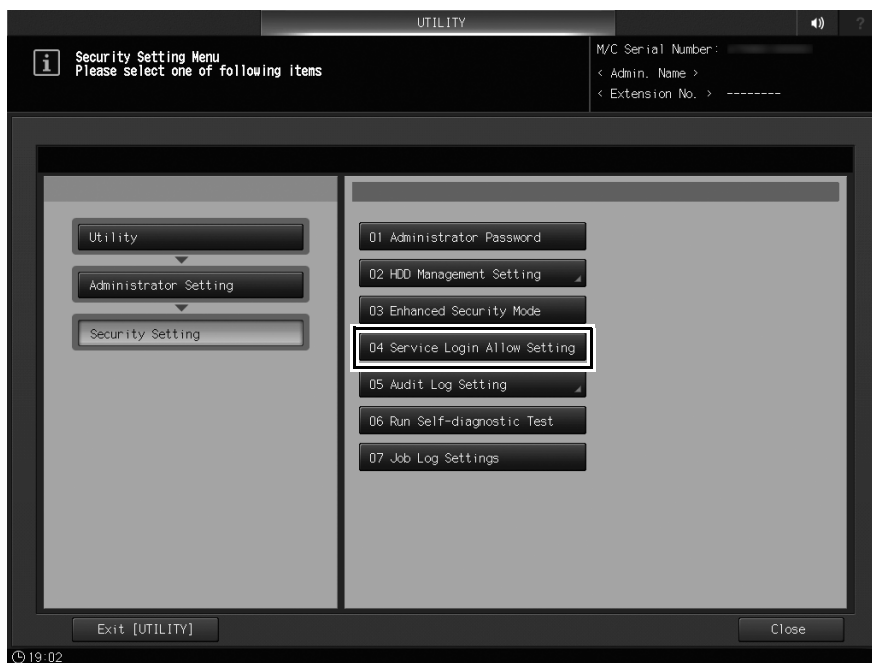 UTILITY
?
i
Security Setting Menu
Please select one of following items
M/C Serial Number:
< Admin. Name >
< Extension No. > --------
Utility
Administrator Setting
Security Setting
01 Administrator Password
02 HDD Management Setting
03 Enhanced Security Mode
04 Service Login Allow Setting
05 Audit Log Setting
06 Run Self-diagnostic Test
07 Job Log Settings
Exit [UTILITY]
Close
19:02